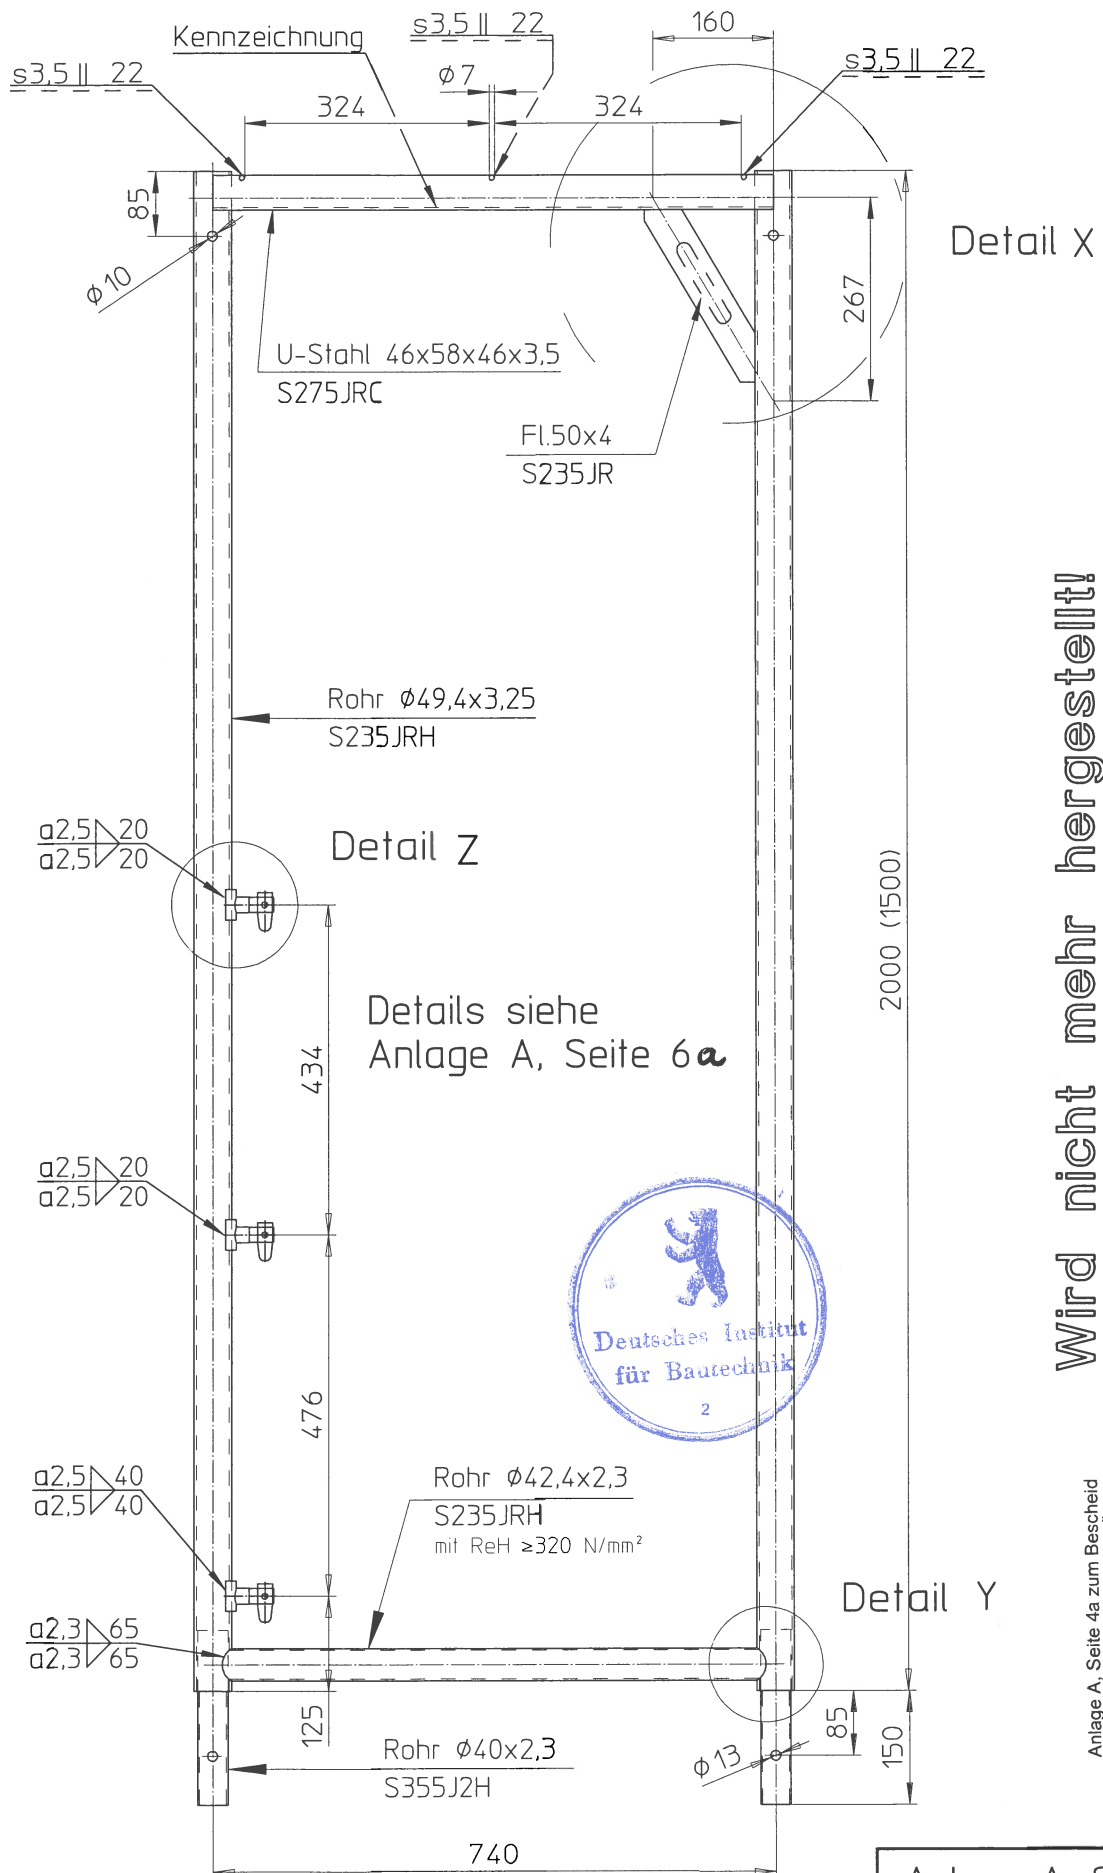 s3,5 || 22
160
Kennzeichnung
s3,5 || 22
s3,5 || 22
ϕ7
324
324
85
Detail X
ϕ10
267
U-Stahl 46x58x46x3,5
S275JRC
Fl.50x4
S235JR
Wird nicht mehr hergestellt!
Rohr ϕ49,4x3,25
S235JRH
a2,5 20
a2,5 20
Detail Z
2000 (1500)
Details siehe
Anlage A, Seite 6a
434
a2,5 20
a2,5 20
Deutsches Institut
für Bautechnik
2
476
a2,5 40
a2,5 40
Rohr ϕ42,4x2,3
S235JRH
mit ReH ≥320 N/mm²
Detail Y
Anlage A, Seite 4a zum Bescheid
a2,3 65
a2,3 65
125
85
150
Rohr ϕ40x2,3
S355J2H
ϕ13
740